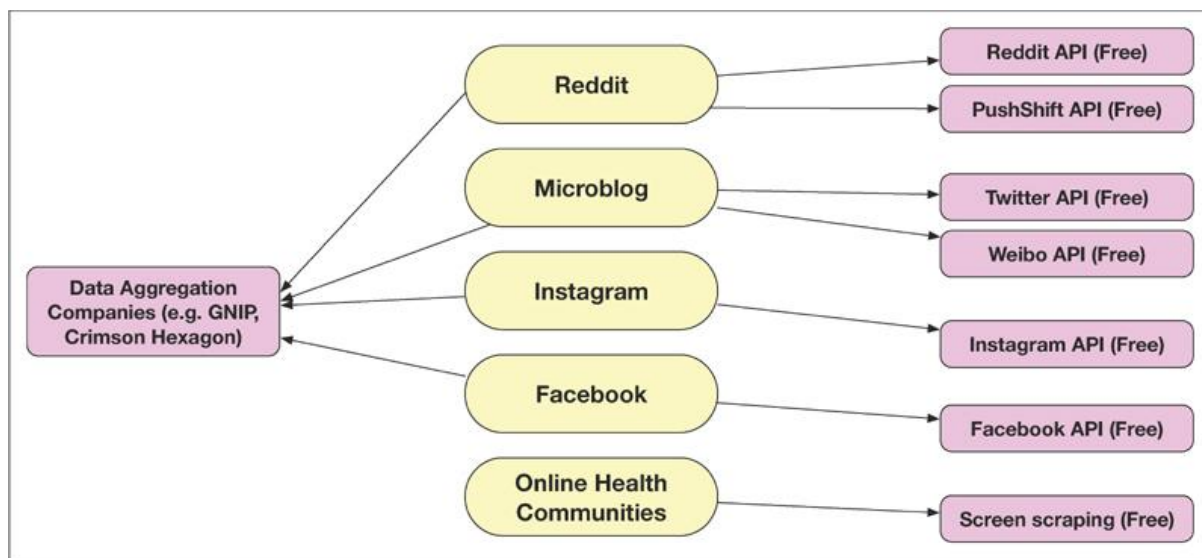 Reddit
Microblog
Instagram
Facebook
Online Health
Communities
Data Aggregation
Companies (e.g. GNIP,
Crimson Hexagon)
Reddit API (Free)
PushShift API (Free)
Twitter API (Free)
Weibo API (Free)
Instagram API (Free)
Facebook API (Free)
Screen scraping (Free)